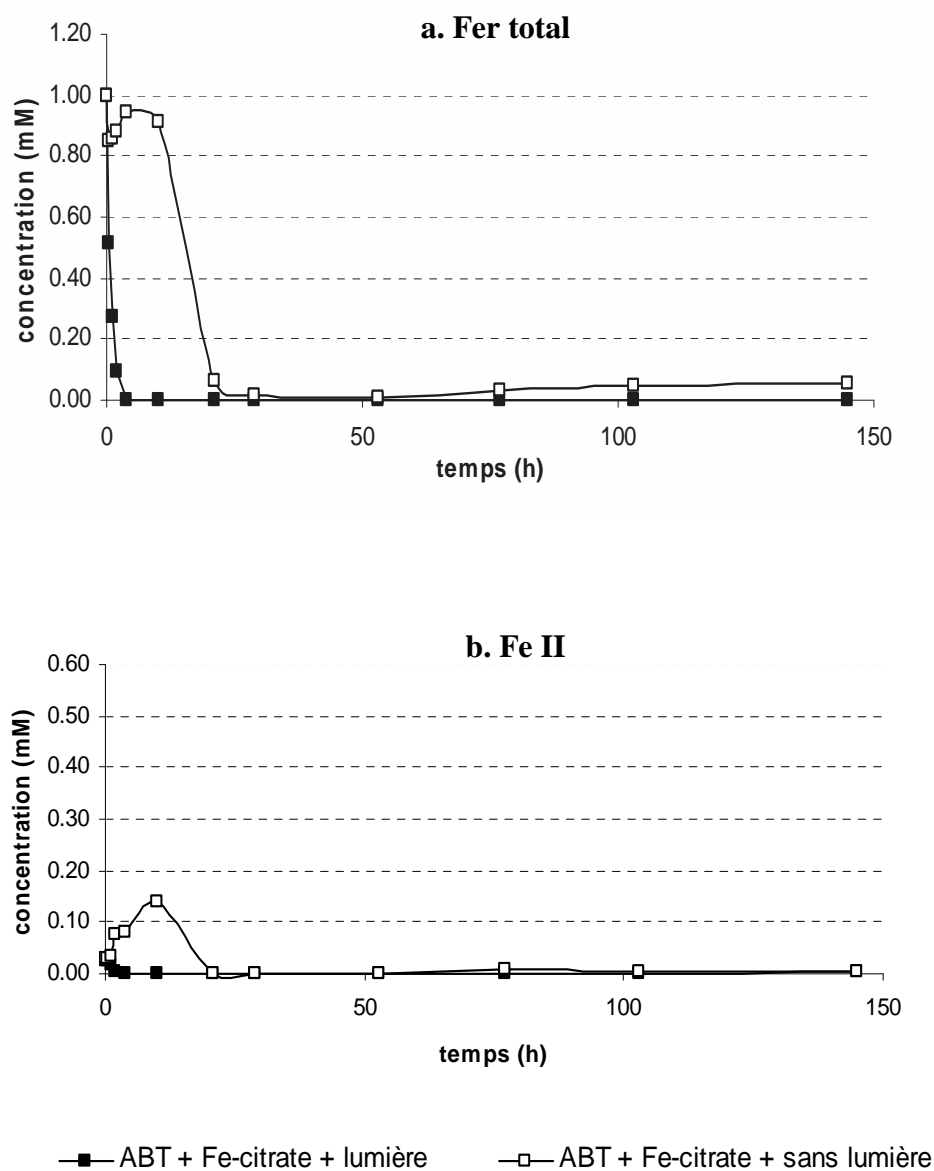 a. Fer total
1.20
1.00
0.80
0.60
0.40
0.20
0.00
concentration (mM)
0 50 100 150
temps (h)
b. Fe II
0.60
0.50
0.40
0.30
0.20
0.10
0.00
concentration (mM)
0 50 100 150
temps (h)
ABT + Fe-citrate + lumière ABT + Fe-citrate + sans lumière